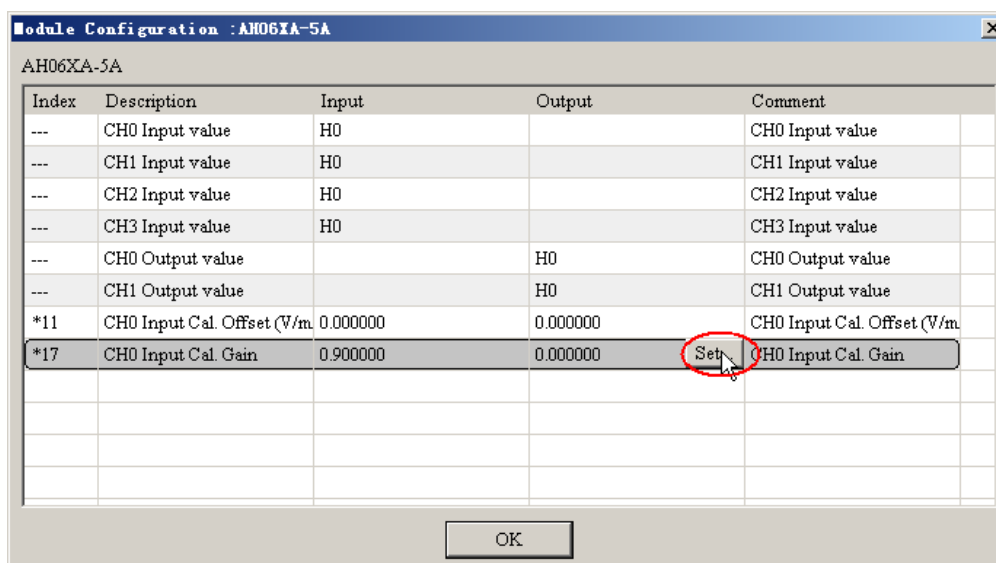 Module Configuration :AH06XA-5A
AH06XA-5A
Index Description Input Output Comment
--- CH0 Input value H0 CH0 Input value
--- CH1 Input value H0 CH1 Input value
--- CH2 Input value H0 CH2 Input value
--- CH3 Input value H0 CH3 Input value
--- CH0 Output value H0 CH0 Output value
--- CH1 Output value H0 CH1 Output value
*11 CH0 Input Cal. Offset (V/m 0.000000 0.000000 CH0 Input Cal. Offset (V/m
*17 CH0 Input Cal. Gain 0.900000 0.000000 Set... CH0 Input Cal. Gain
OK